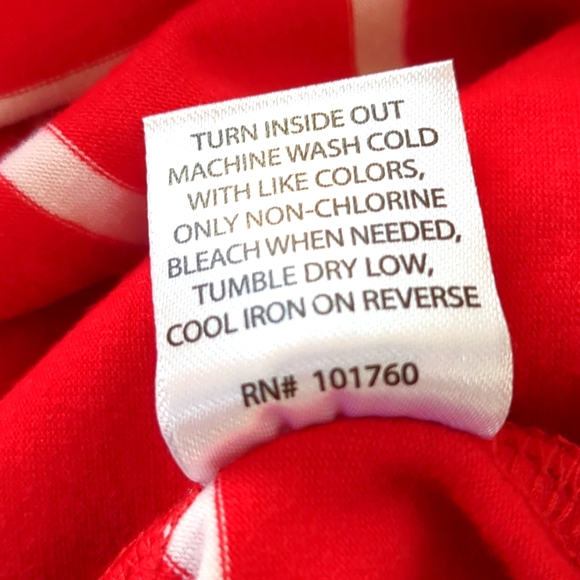 TURN INSIDE OUT
MACHINE WASH COLD
WITH LIKE COLORS,
ONLY NON-CHLORINE
BLEACH WHEN NEEDED,
TUMBLE DRY LOW,
COOL IRON ON REVERSE
RN# 101760